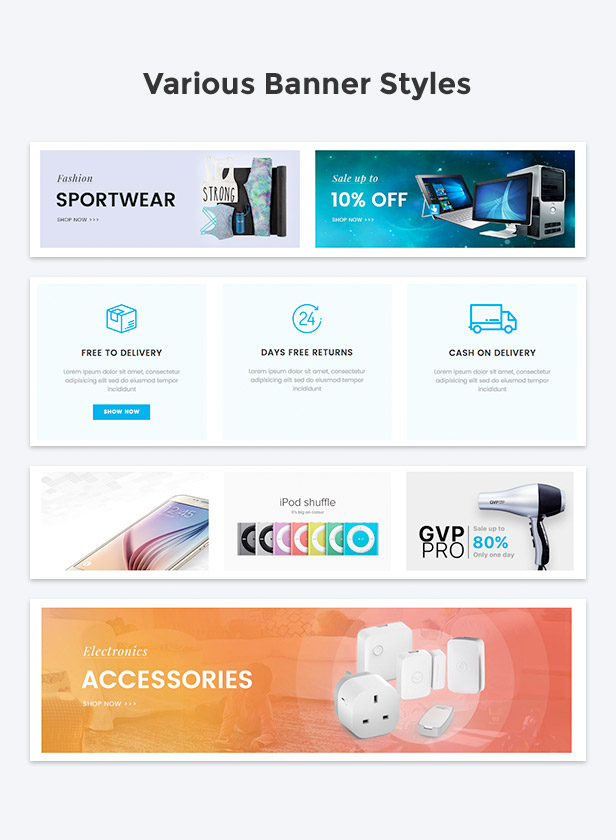 Various Banner Styles
Fashion
SPORTWEAR
SHOP NOW >>>
STRONG
Sale up to
10% OFF
SHOP NOW >>>
FREE TO DELIVERY
Lorem ipsum dolor sit amet, consectetur
adipisicing elit sed do eiusmod tempor
incididunt
SHOW NOW
24
DAYS FREE RETURNS
Lorem ipsum dolor sit amet, consectetur
adipisicing elit sed do eiusmod tempor
incididunt
CASH ON DELIVERY
Lorem ipsum dolor sit amet, consectetur
adipisicing elit sed do eiusmod tempor
incididunt
iPod shuffle
It's big on colour.
GVP PRO
GVP
PRO
Sale up to
80%
Only one day
Electronics
ACCESSORIES
SHOP NOW >>>